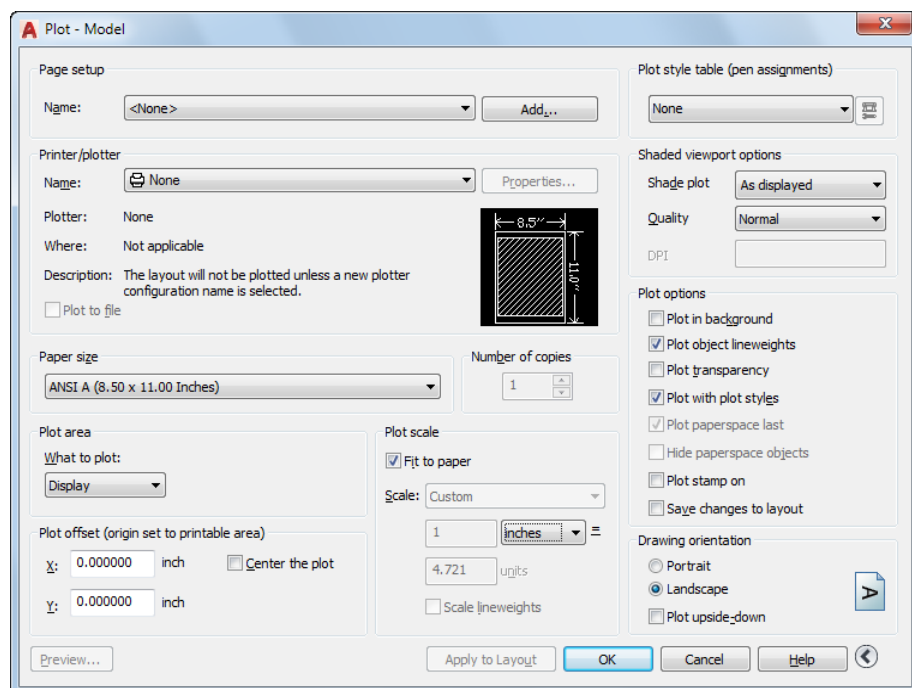 Plot - Model
Page setup
Name: <None> Add...
Printer/plotter
Name: None Properties...
Plotter: None
Where: Not applicable
Description: The layout will not be plotted unless a new plotter
configuration name is selected.
Plot to file
8.5″
11.0″
Paper size
ANSI A (8.50 x 11.00 Inches)
Number of copies
1
Plot area
What to plot:
Display
Plot offset (origin set to printable area)
X: 0.000000 inch Center the plot
Y: 0.000000 inch
Plot scale
Fit to paper
Scale: Custom
1 inches =
4.721 units
Scale lineweights
Plot style table (pen assignments)
None
Shaded viewport options
Shade plot As displayed
Quality Normal
DPI
Plot options
Plot in background
Plot object lineweights
Plot transparency
Plot with plot styles
Plot paperspace last
Hide paperspace objects
Plot stamp on
Save changes to layout
Drawing orientation
Portrait
Landscape
Plot upside-down
A
Preview... Apply to Layout OK Cancel Help